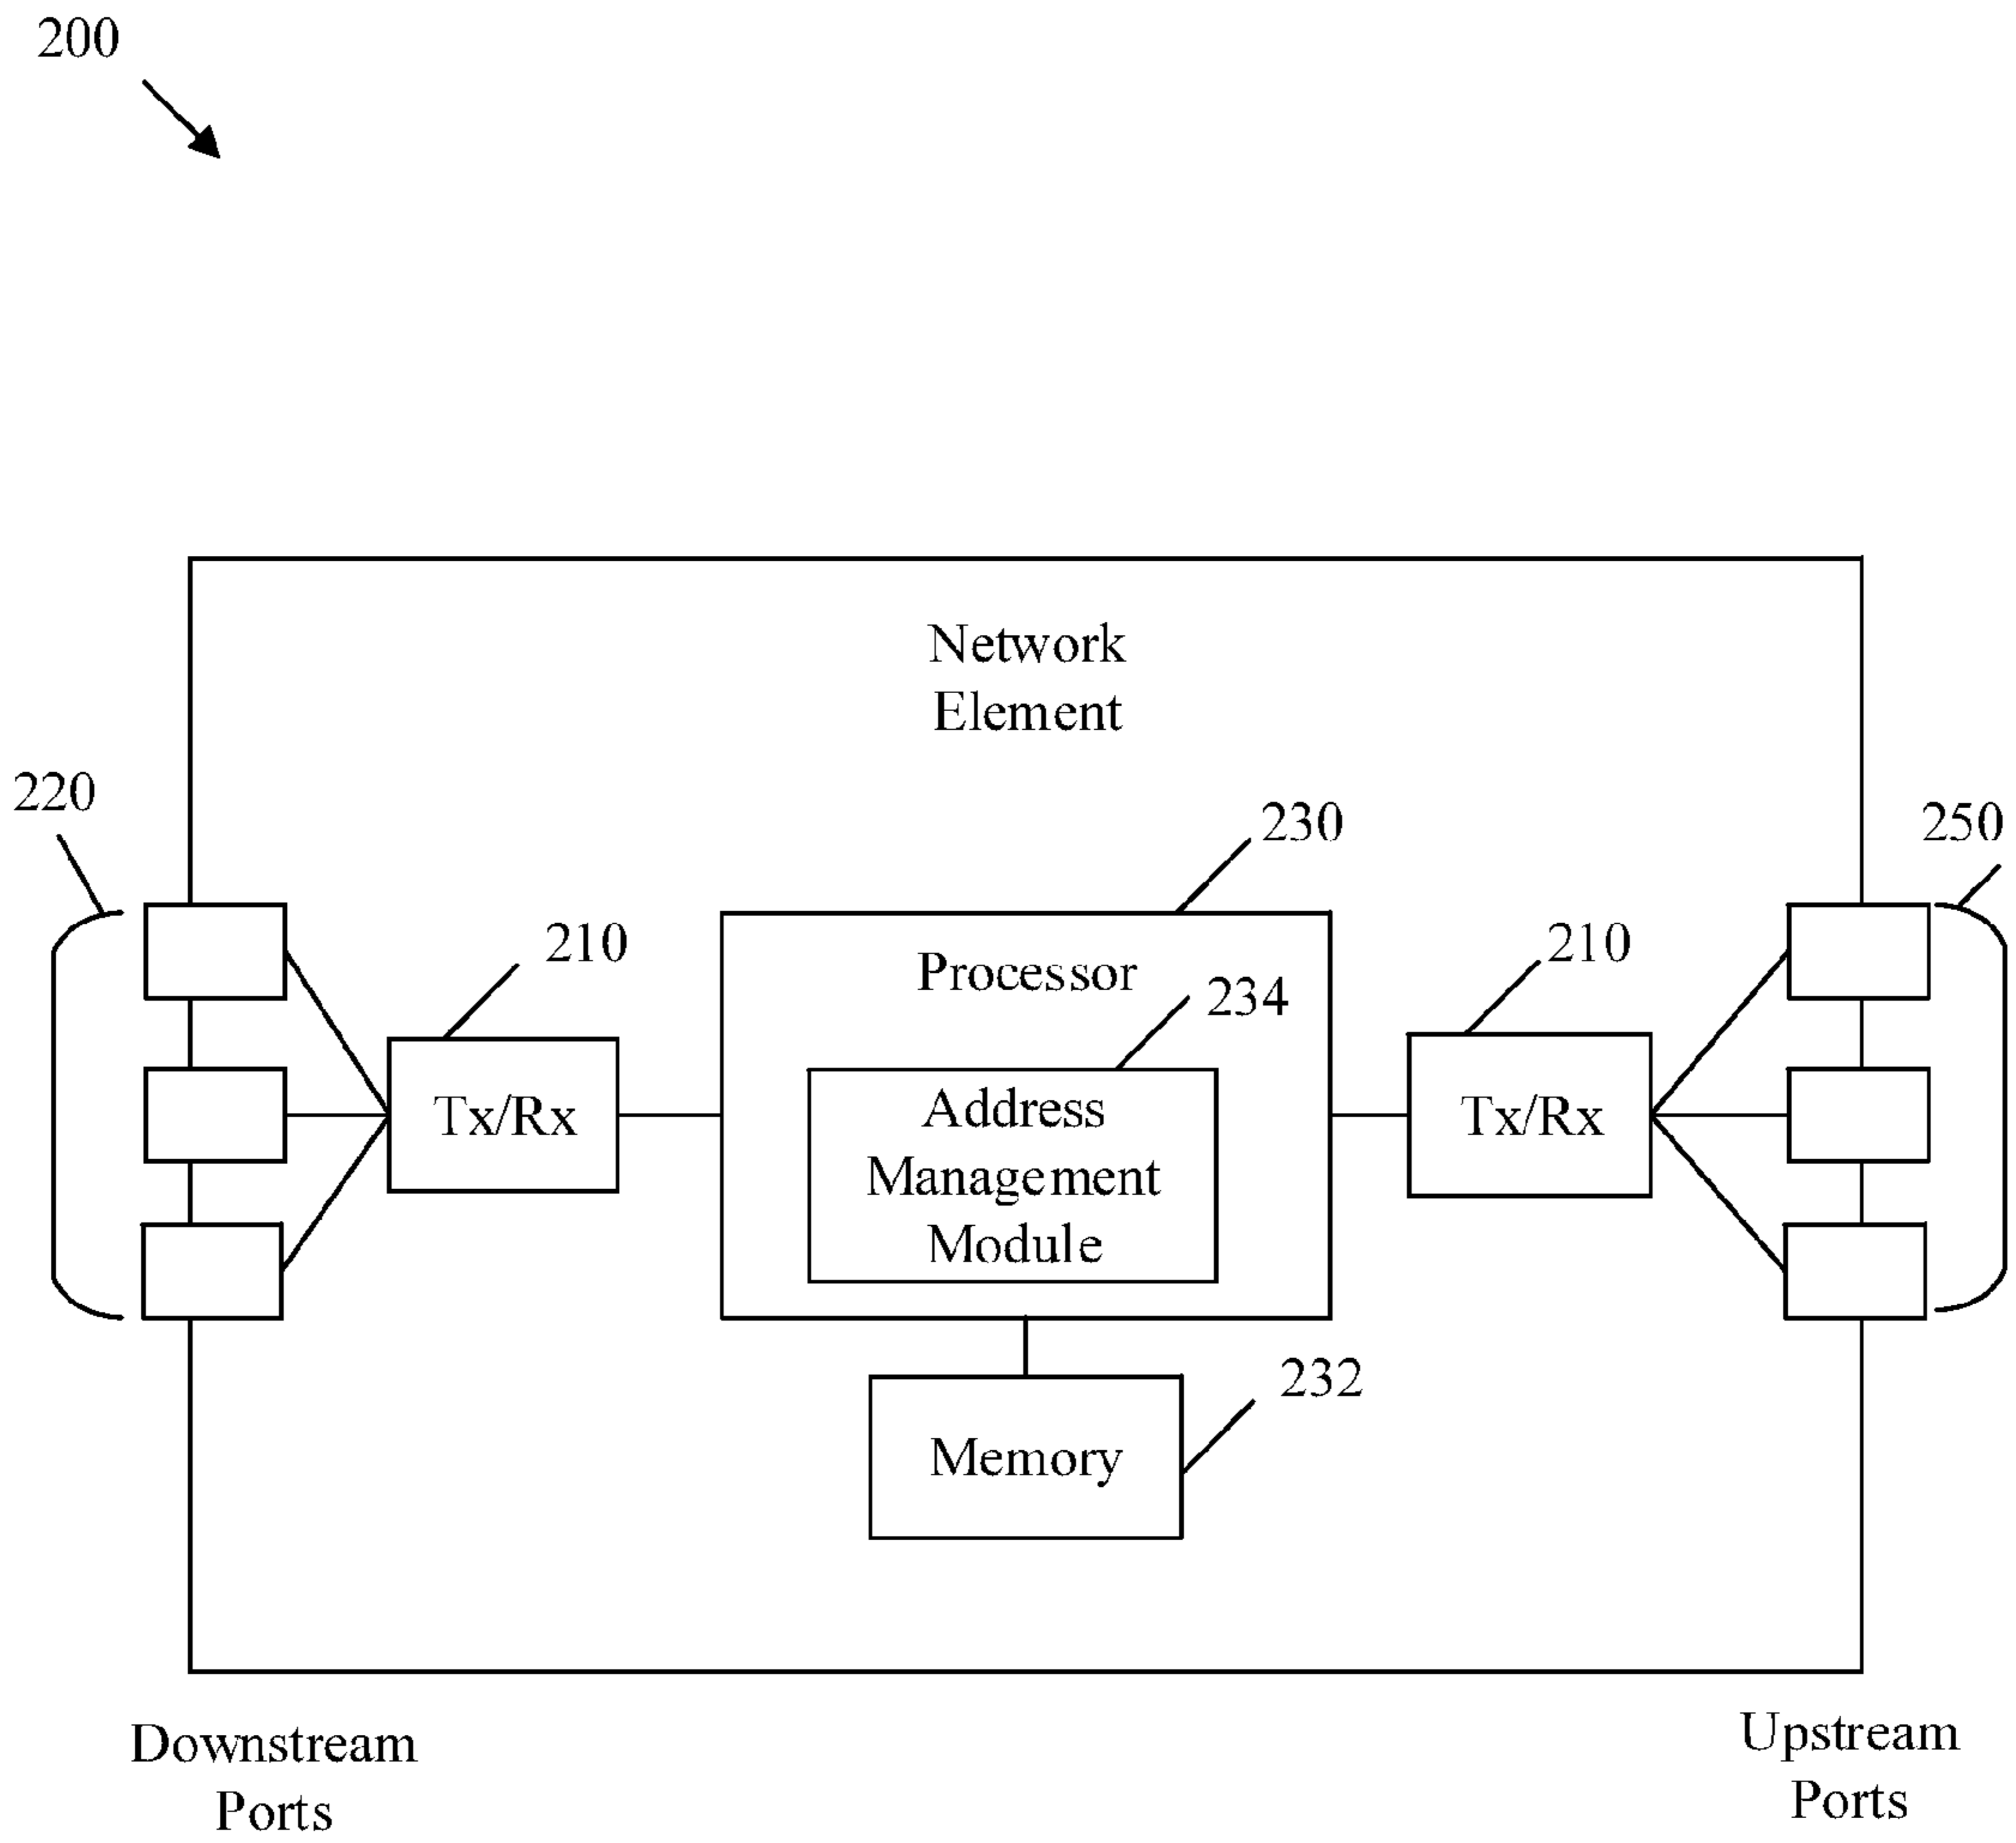 200
Network
Element
220
230
250
210
Processor
210
234
Tx/Rx
Address
Management
Module
Tx/Rx
232
Memory
Downstream
Ports
Upstream
Ports